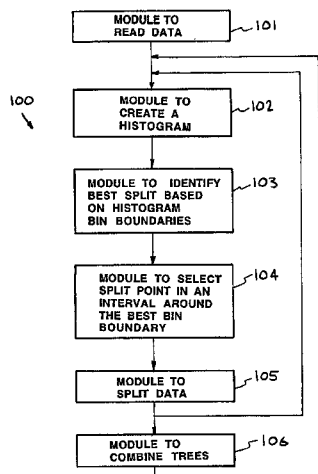 MODULE TO
READ DATA
101
100
MODULE TO
CREATE A
HISTOGRAM
102
MODULE TO IDENTIFY
BEST SPLIT BASED
ON HISTOGRAM
BIN BOUNDARIES
103
MODULE TO SELECT
SPLIT POINT IN AN
INTERVAL AROUND
THE BEST BIN
BOUNDARY
104
MODULE TO
SPLIT DATA
105
MODULE TO
COMBINE TREES
106